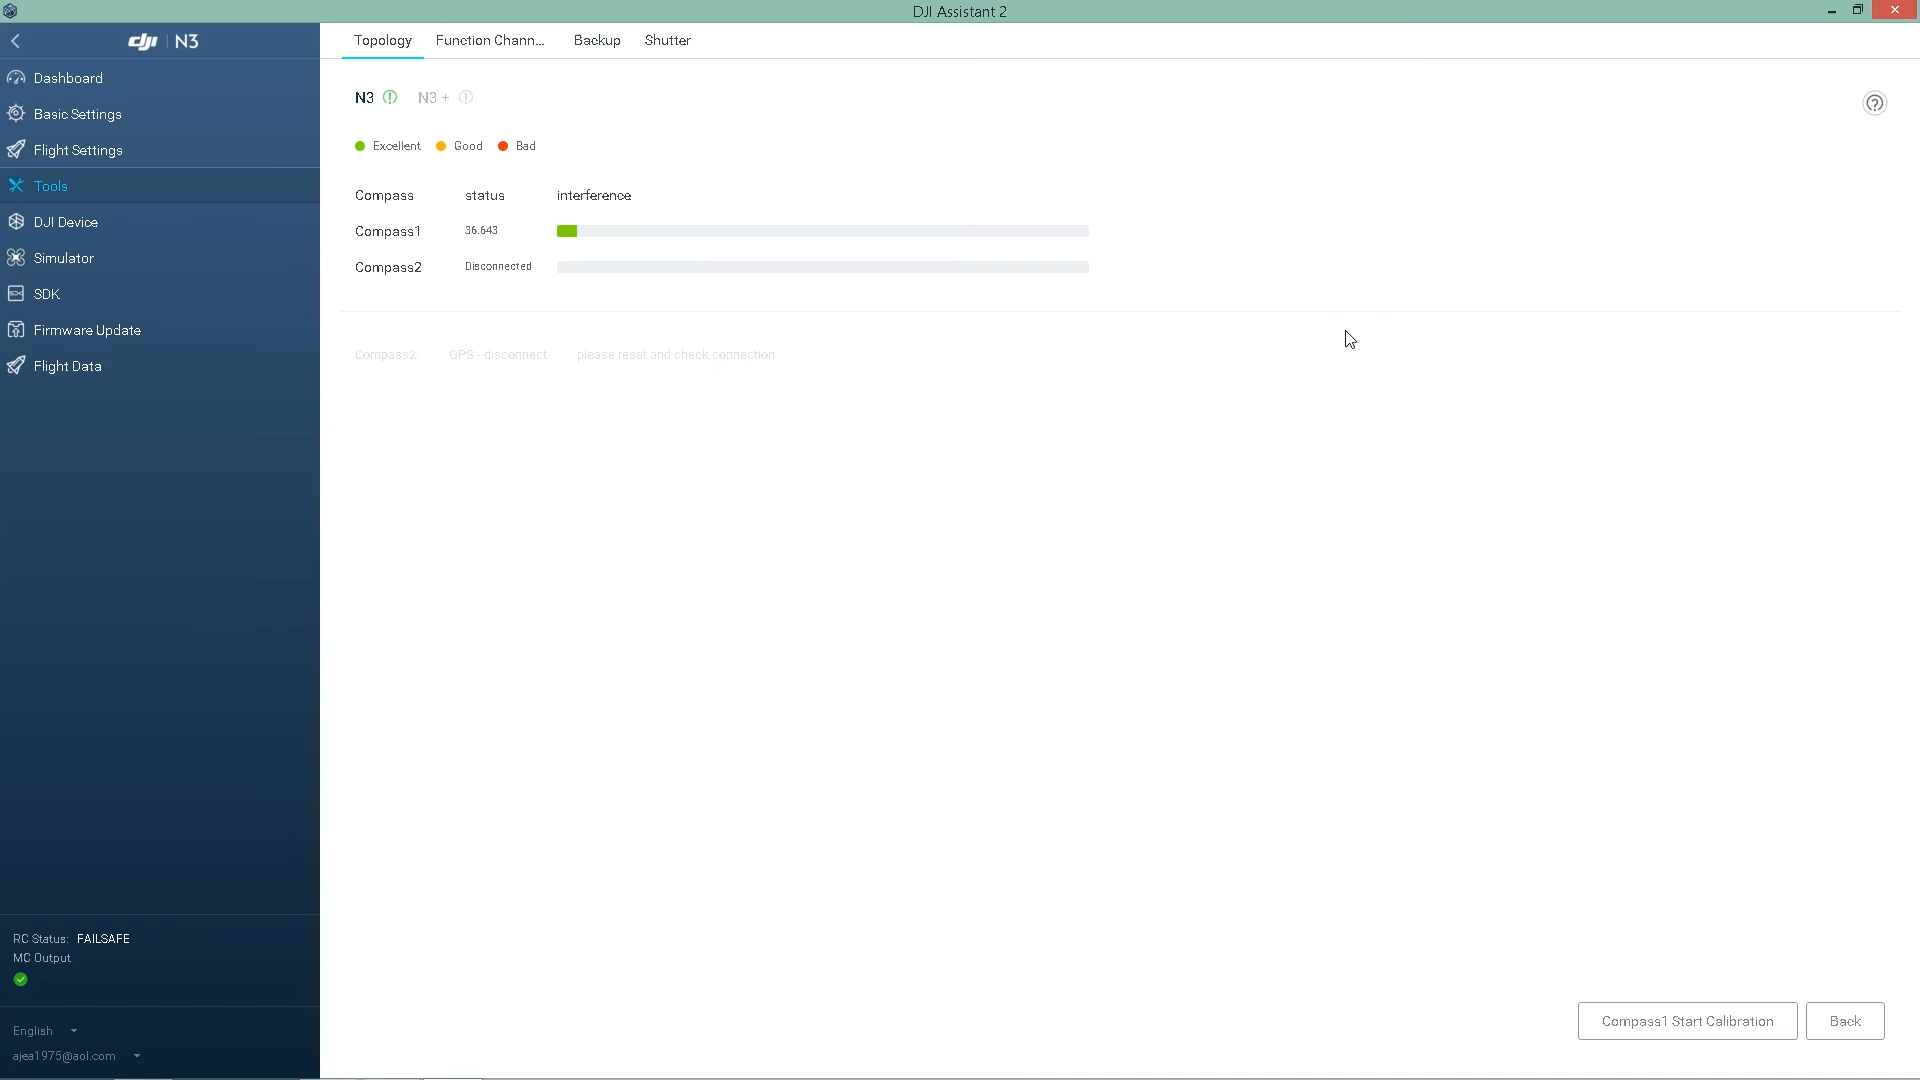 DJI Assistant 2
dji | N3
Dashboard
Basic Settings
Flight Settings
Tools
DJI Device
Simulator
SDK
Firmware Update
Flight Data
RC Status: FAILSAFE
MC Output
English
ajea1975@aol.com
Topology Function Chann... Backup Shutter
N3 N3 +
Excellent Good Bad
Compass status interference
Compass1 36.643
Compass2 Disconnected
Compass2: GPS - disconnect please reset and check connection
Compass1 Start Calibration Back